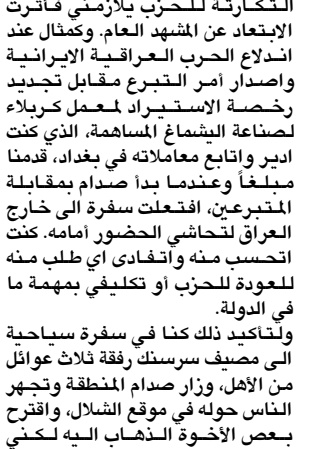 التكارتة للحزب يلازمني فآثرت
الابتعاد عن المشهد العام. وكمثال عند
اندلاع الحرب العراقية الايرانية
واصدار أمر التبرع مقابل تجديد
رخصة الاستيراد لمعمل كربلاء
لصناعة اليشماغ المساهمة، الذي كنت
ادير واتابع معاملاته في بغداد، قدمنا
مبلغاً وعندما بدأ صدام بمقابلة
المتبرعين، افتعلت سفرة الى خارج
العراق لتحاشي الحضور أمامه. كنت
اتحسب منه واتفادى اي طلب منه
للعودة للحزب أو تكليفي بمهمة ما
في الدولة.
ولتأكيد ذلك كنا في سفرة سياحية
الى مصيف سرسنك رفقة ثلاث عوائل
من الأهل، وزار صدام المنطقة وتجهر
الناس حوله في موقع الشلال، واقترح
بعض الأخوة الذهاب اليه لكني